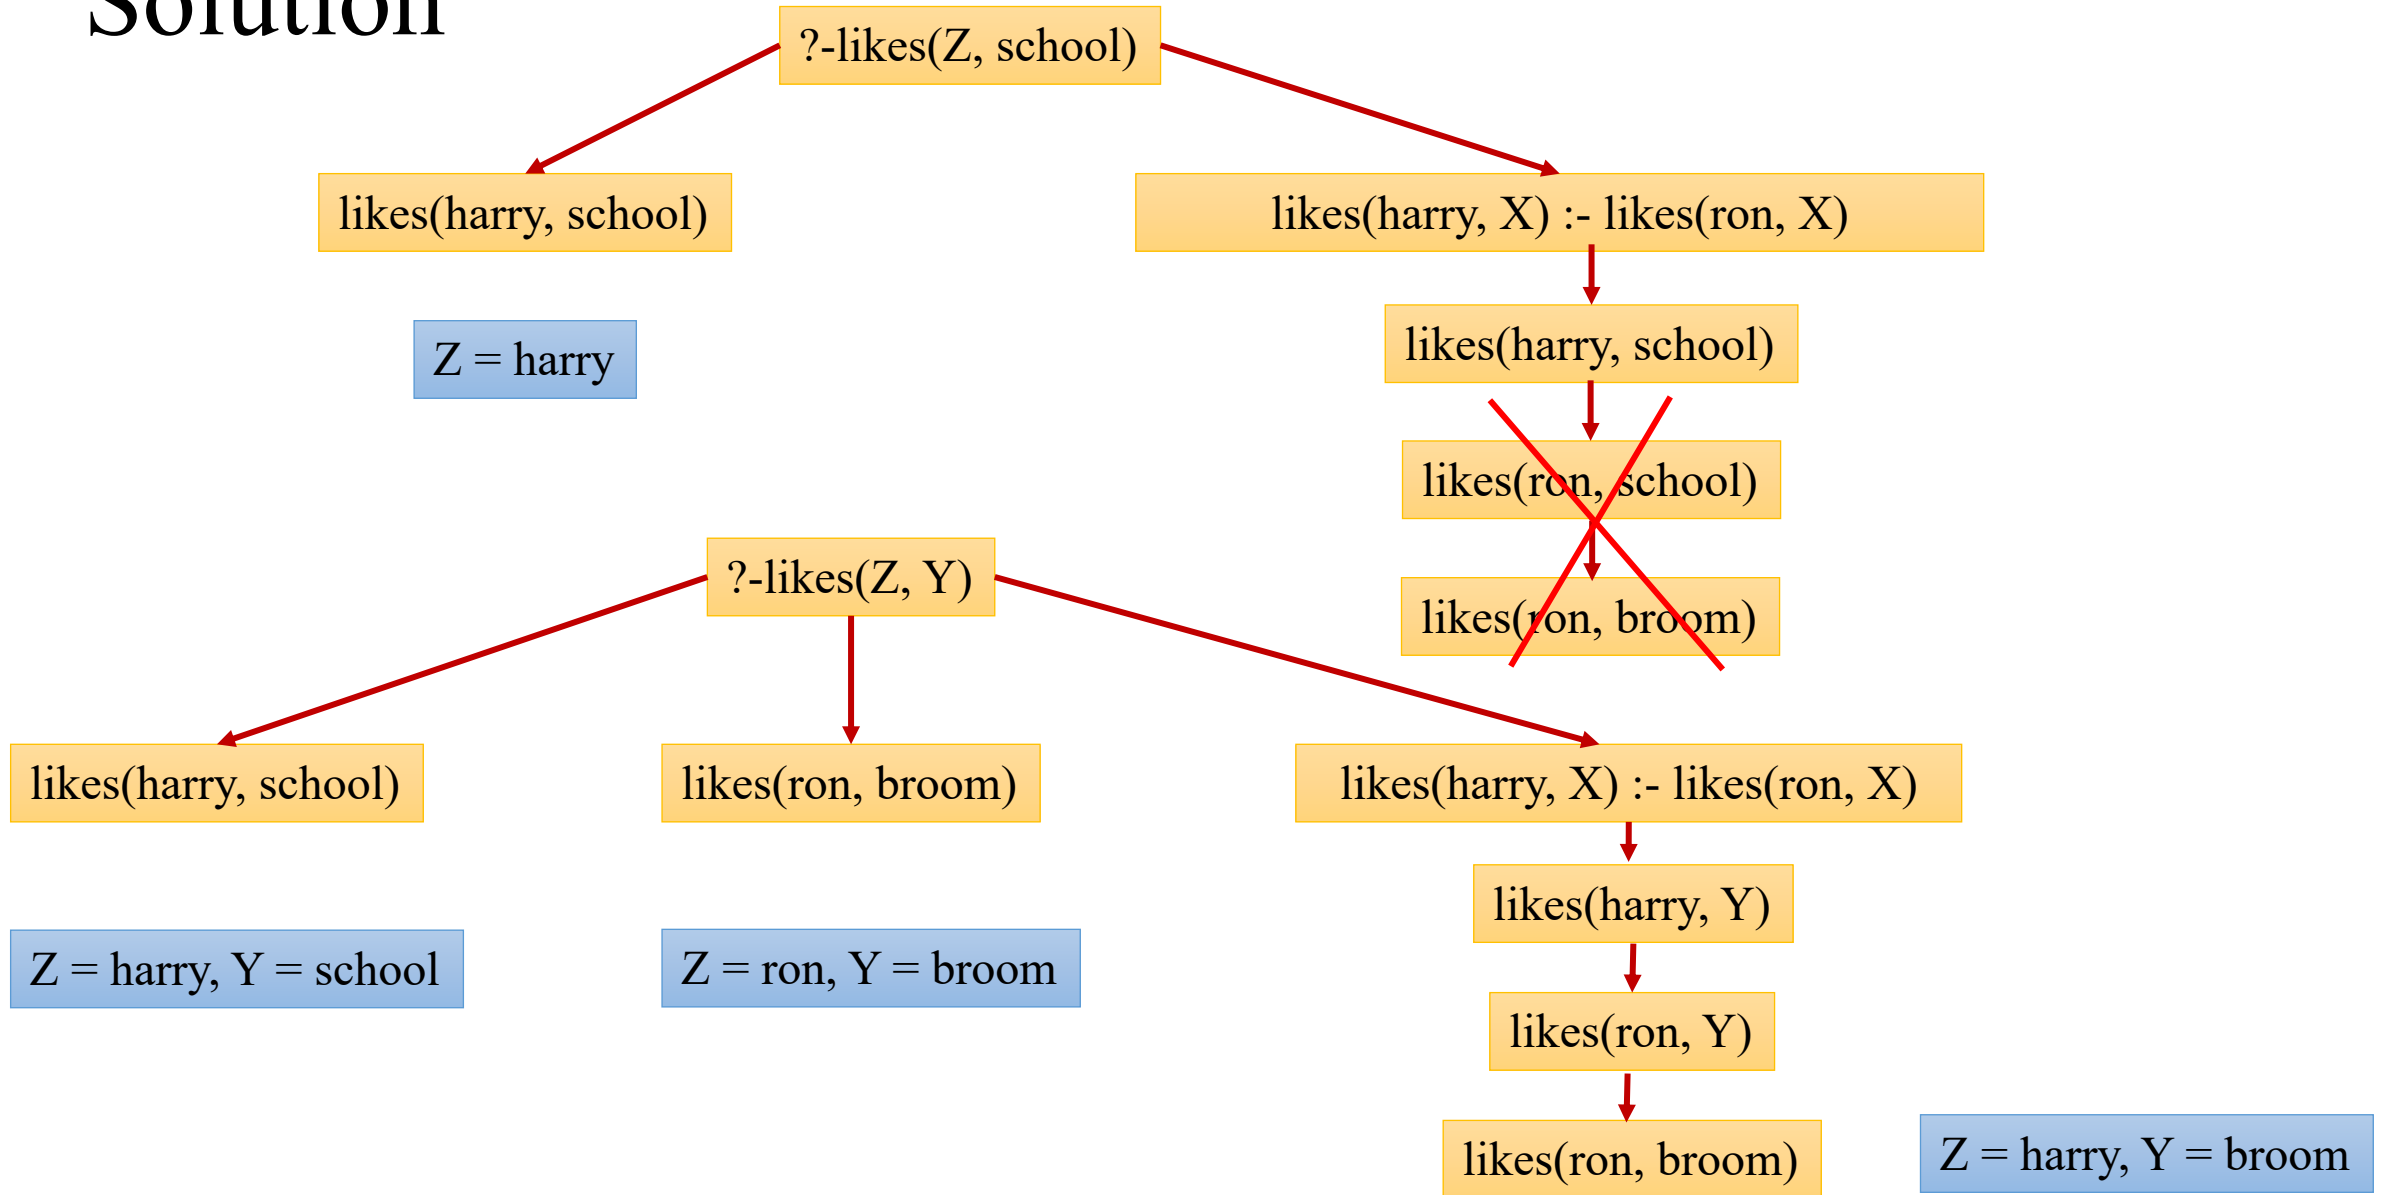 Solution
?-likes(Z, school)
likes(harry, school)
likes(harry, X) :- likes(ron, X)
Z = harry
likes(harry, school)
likes(ron, school)
likes(ron, broom)
?-likes(Z, Y)
likes(harry, school)
likes(ron, broom)
likes(harry, X) :- likes(ron, X)
Z = harry, Y = school
Z = ron, Y = broom
likes(harry, Y)
likes(ron, Y)
likes(ron, broom)
Z = harry, Y = broom